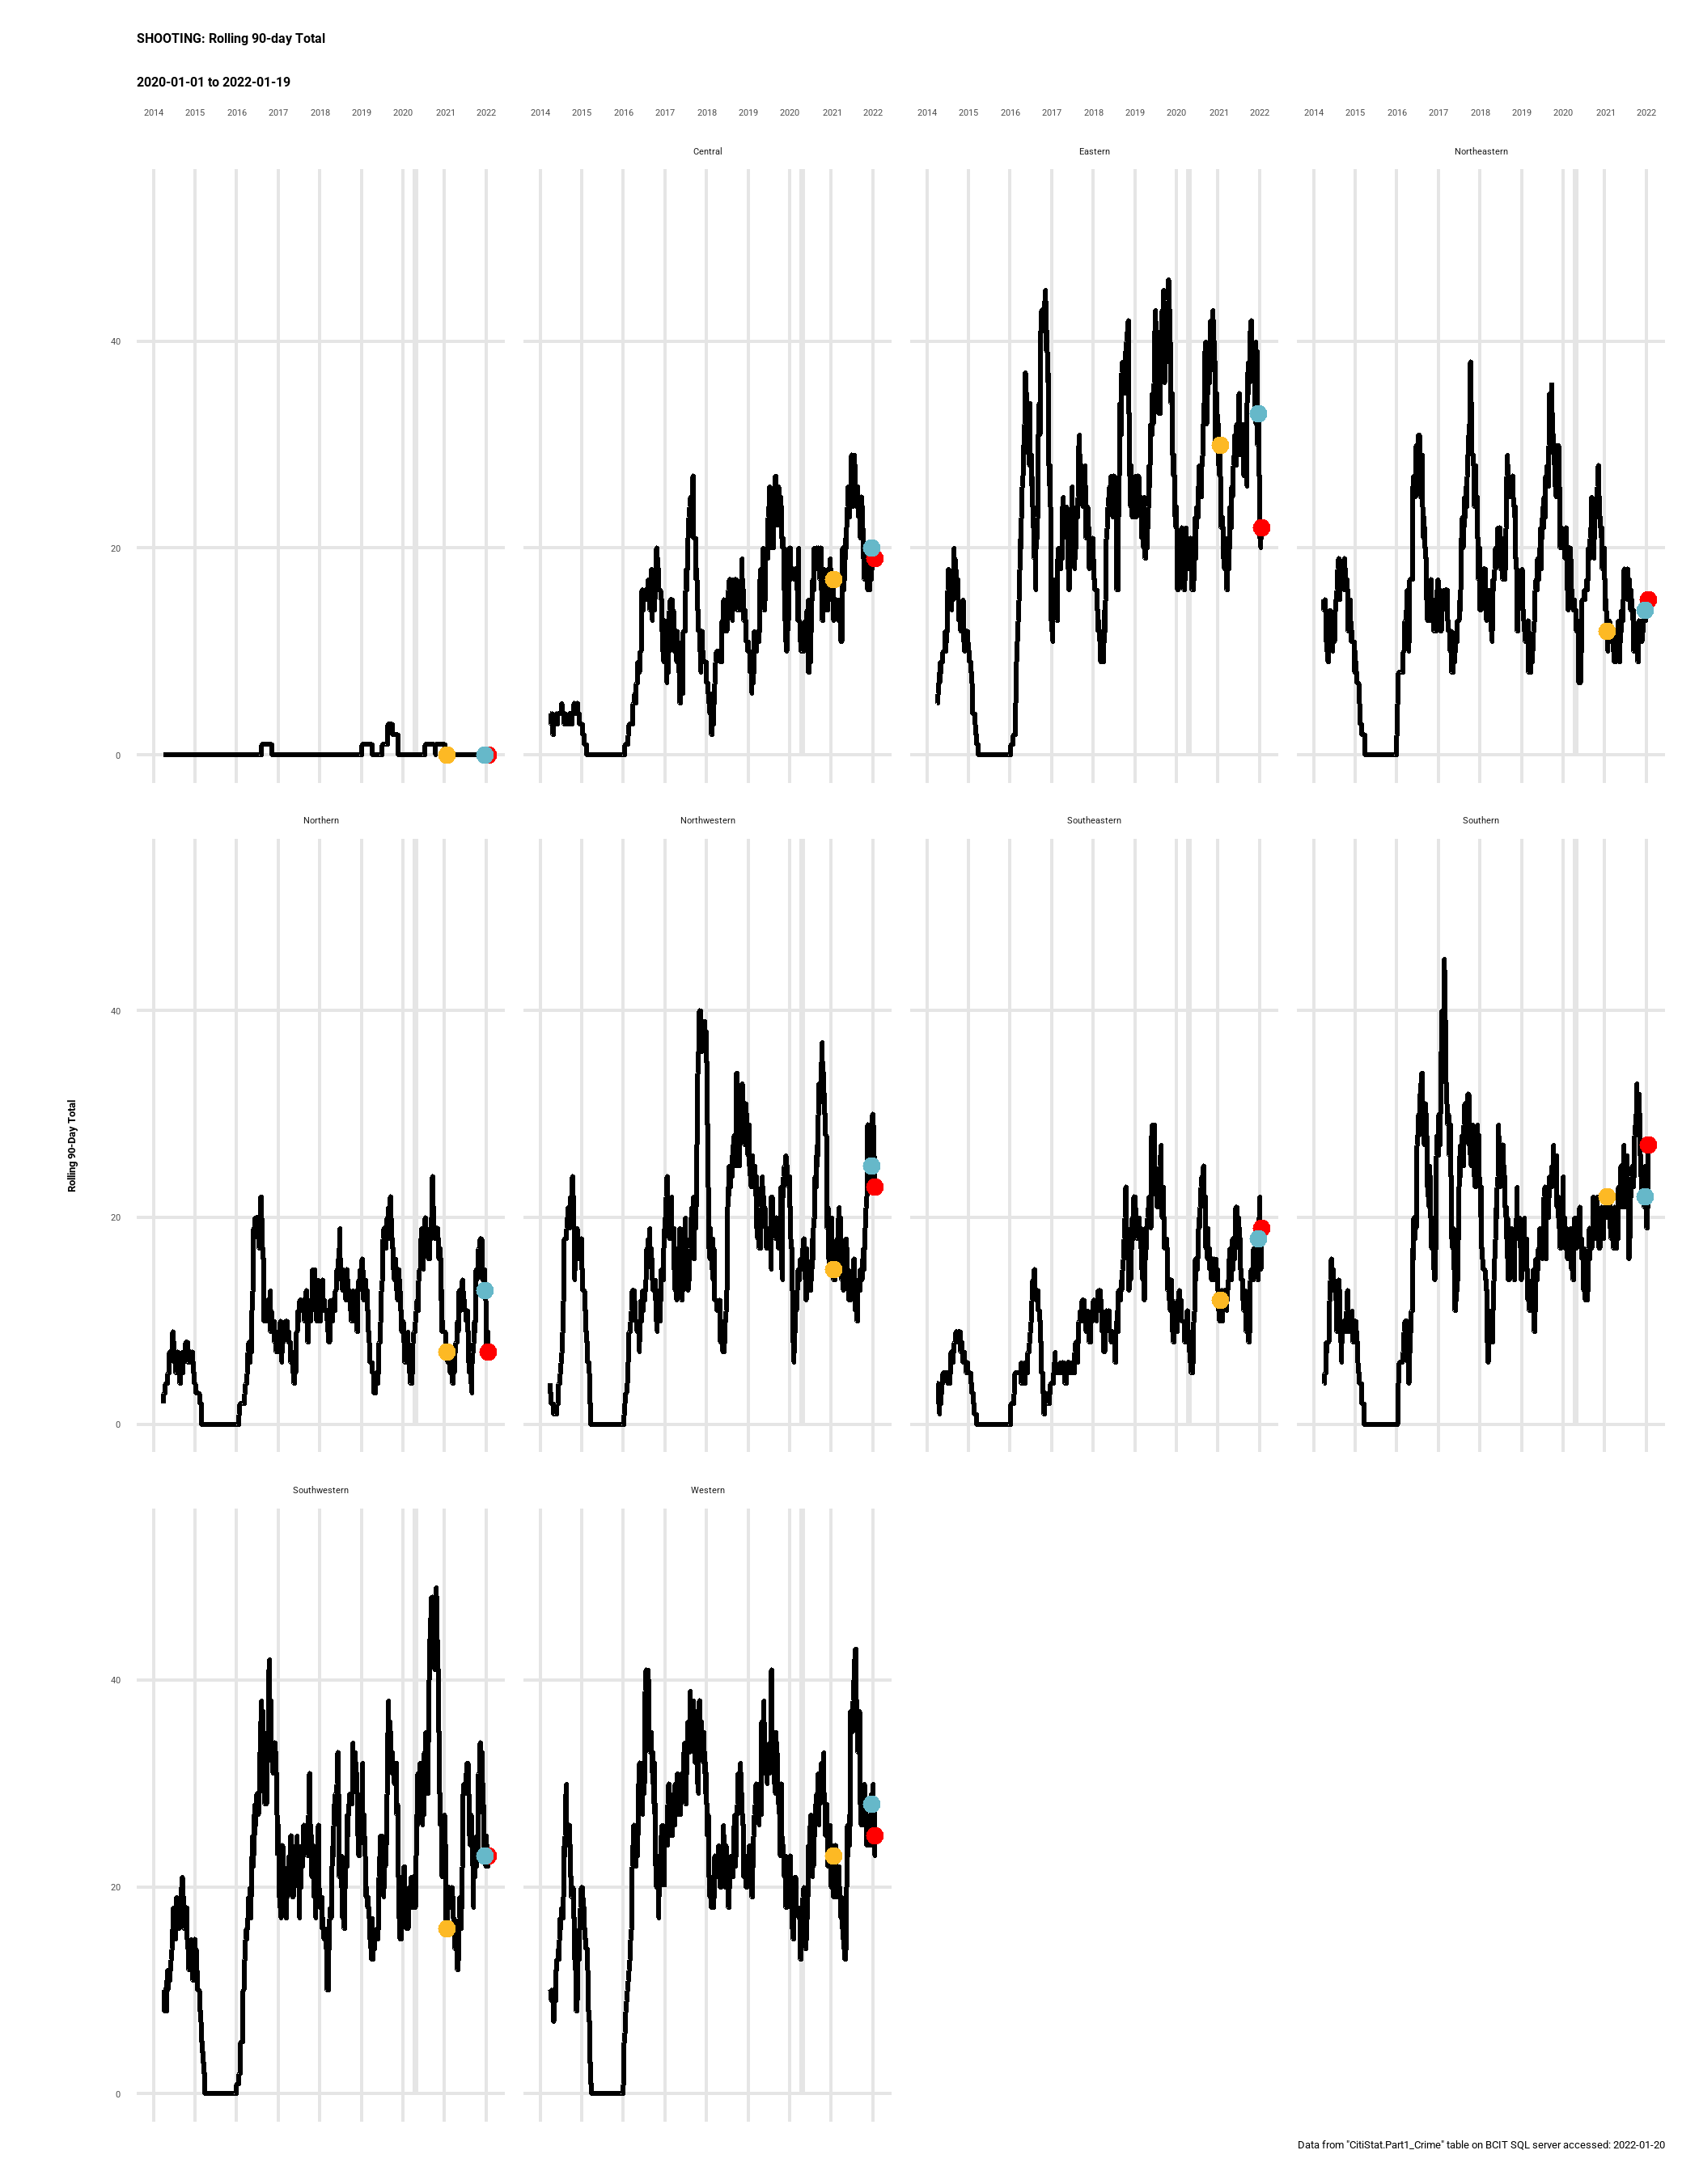 SHOOTING: Rolling 90-day Total
2020-01-01 to 2022-01-19
2014 2015 2016 2017 2018 2019 2020 2021 2022 2014 2015 2016 2017 2018 2019 2020 2021 2022 2014 2015 2016 2017 2018 2019 2020 2021 2022 2014 2015 2016 2017 2018 2019 2020 2021 2022
Central Eastern Northeastern
40
20
0
Northern Northwestern Southeastern Southern
40
Rolling 90-Day Total
20
0
Southwestern Western
40
20
0
Data from "CitiStat.Part1_Crime" table on BCIT SQL server accessed: 2022-01-20